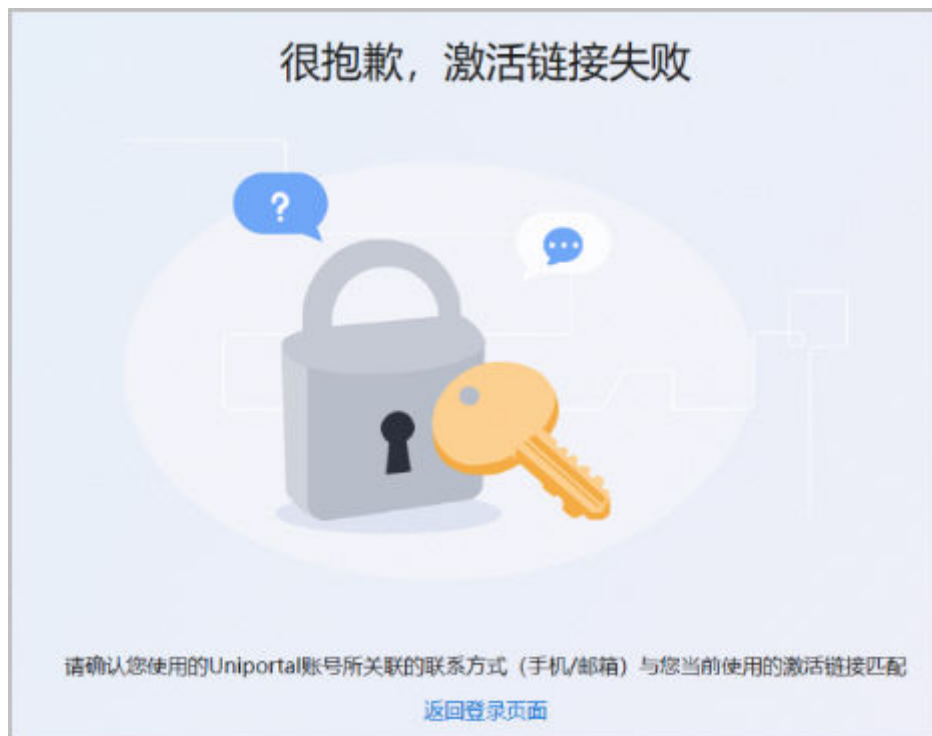 很抱歉，激活链接失败
?
请确认您使用的Uniportal账号所关联的联系方式（手机/邮箱）与您当前使用的激活链接匹配
返回登录页面